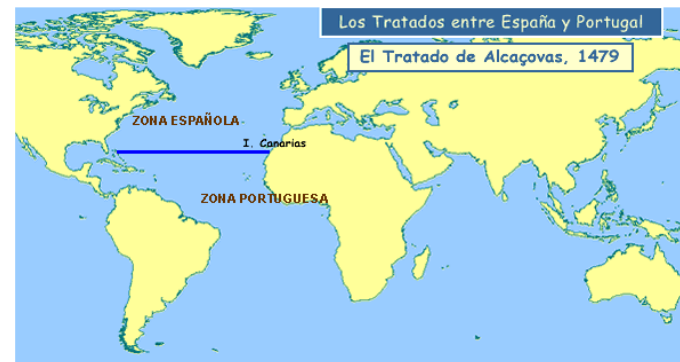 Los Tratados entre España y Portugal
El Tratado de Alcaçovas, 1479
ZONA ESPAÑOLA
I. Canarias
ZONA PORTUGUESA